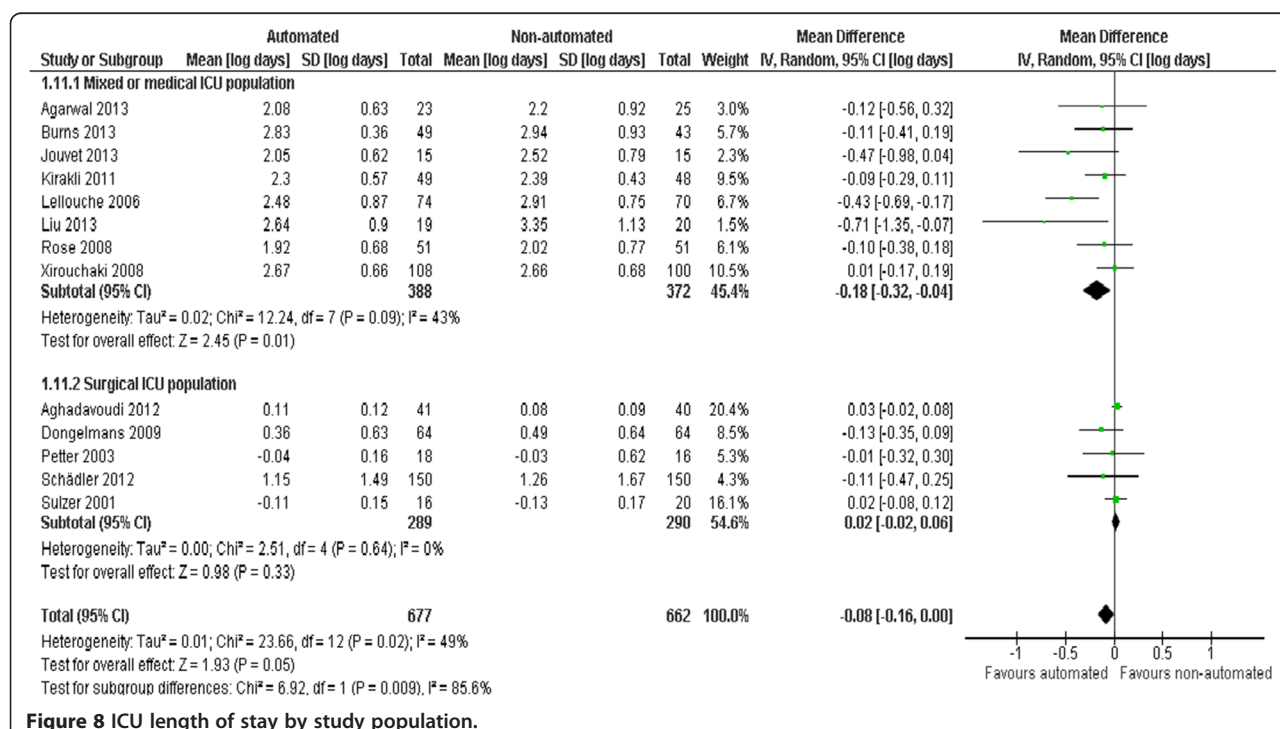 Automated Non-automated Mean Difference Mean Difference
Study or Subgroup Mean [log days] SD [log days] Total Mean [log days] SD [log days] Total Weight IV, Random, 95% CI [log days] IV, Random, 95% CI [log days]
1.11.1 Mixed or medical ICU population
Agarwal 2013 2.08 0.63 23 2.2 0.92 25 3.0% -0.12 [-0.56, 0.32]
Burns 2013 2.83 0.36 49 2.94 0.93 43 5.7% -0.11 [-0.41, 0.19]
Jouvet 2013 2.05 0.62 15 2.52 0.79 15 2.3% -0.47 [-0.98, 0.04]
Kirakli 2011 2.3 0.57 49 2.39 0.43 48 9.5% -0.09 [-0.29, 0.11]
Lellouche 2006 2.48 0.87 74 2.91 0.75 70 6.7% -0.43 [-0.69, -0.17]
Liu 2013 2.64 0.9 19 3.35 1.13 20 1.5% -0.71 [-1.35, -0.07]
Rose 2008 1.92 0.68 51 2.02 0.77 51 6.1% -0.10 [-0.38, 0.18]
Xirouchaki 2008 2.67 0.66 108 2.66 0.68 100 10.5% 0.01 [-0.17, 0.19]
Subtotal (95% CI) 388 372 45.4% -0.18 [-0.32, -0.04]
Heterogeneity: Tau² = 0.02; Chi² = 12.24, df = 7 (P = 0.09); I² = 43%
Test for overall effect: Z = 2.45 (P = 0.01)
1.11.2 Surgical ICU population
Aghadavoudi 2012 0.11 0.12 41 0.08 0.09 40 20.4% 0.03 [-0.02, 0.08]
Dongelmans 2009 0.36 0.63 64 0.49 0.64 64 8.5% -0.13 [-0.35, 0.09]
Petter 2003 -0.04 0.16 18 -0.03 0.62 16 5.3% -0.01 [-0.32, 0.30]
Schädler 2012 1.15 1.49 150 1.26 1.67 150 4.3% -0.11 [-0.47, 0.25]
Sulzer 2001 -0.11 0.15 16 -0.13 0.17 20 16.1% 0.02 [-0.08, 0.12]
Subtotal (95% CI) 289 290 54.6% 0.02 [-0.02, 0.06]
Heterogeneity: Tau² = 0.00; Chi² = 2.51, df = 4 (P = 0.64); I² = 0%
Test for overall effect: Z = 0.98 (P = 0.33)
Total (95% CI) 677 662 100.0% -0.08 [-0.16, 0.00]
Heterogeneity: Tau² = 0.01; Chi² = 23.66, df = 12 (P = 0.02); I² = 49%
Test for overall effect: Z = 1.93 (P = 0.05)
Test for subgroup differences: Chi² = 6.92, df = 1 (P = 0.009), I² = 85.6%
-1 -0.5 0 0.5 1
Favours automated Favours non-automated
Figure 8 ICU length of stay by study population.